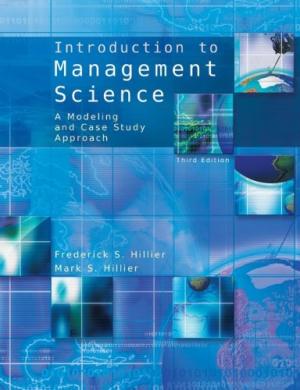 Introduction to
Management
Science
A Modeling
and Case Study
Approach
Third Edition
Frederick S. Hillier
Mark S. Hillier